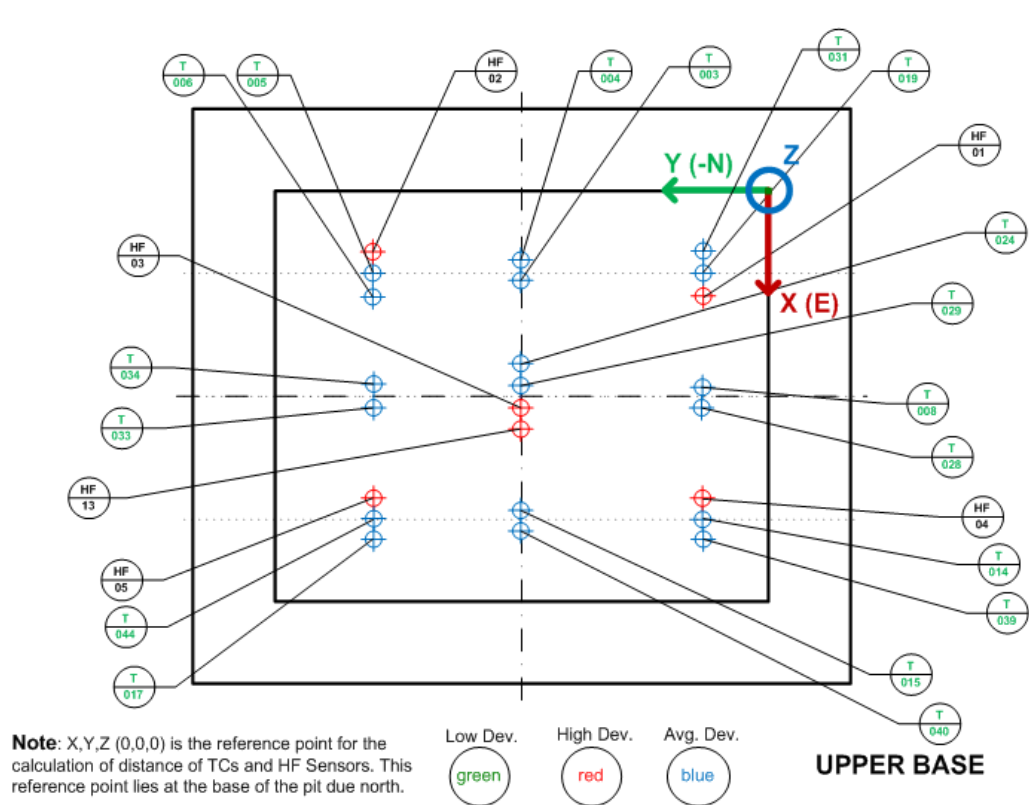 T
031
HF
02
T
004
T
003
T
006
T
005
T
019
HF
01
Z
Y (-N)
X (E)
T
024
HF
03
T
029
T
034
T
008
T
033
T
028
HF
13
HF
04
T
014
HF
05
T
039
T
044
T
015
T
017
T
040
Note: X,Y,Z (0,0,0) is the reference point for the
calculation of distance of TCs and HF Sensors. This
reference point lies at the base of the pit due north.
Low Dev.
green
High Dev.
red
Avg. Dev.
blue
UPPER BASE